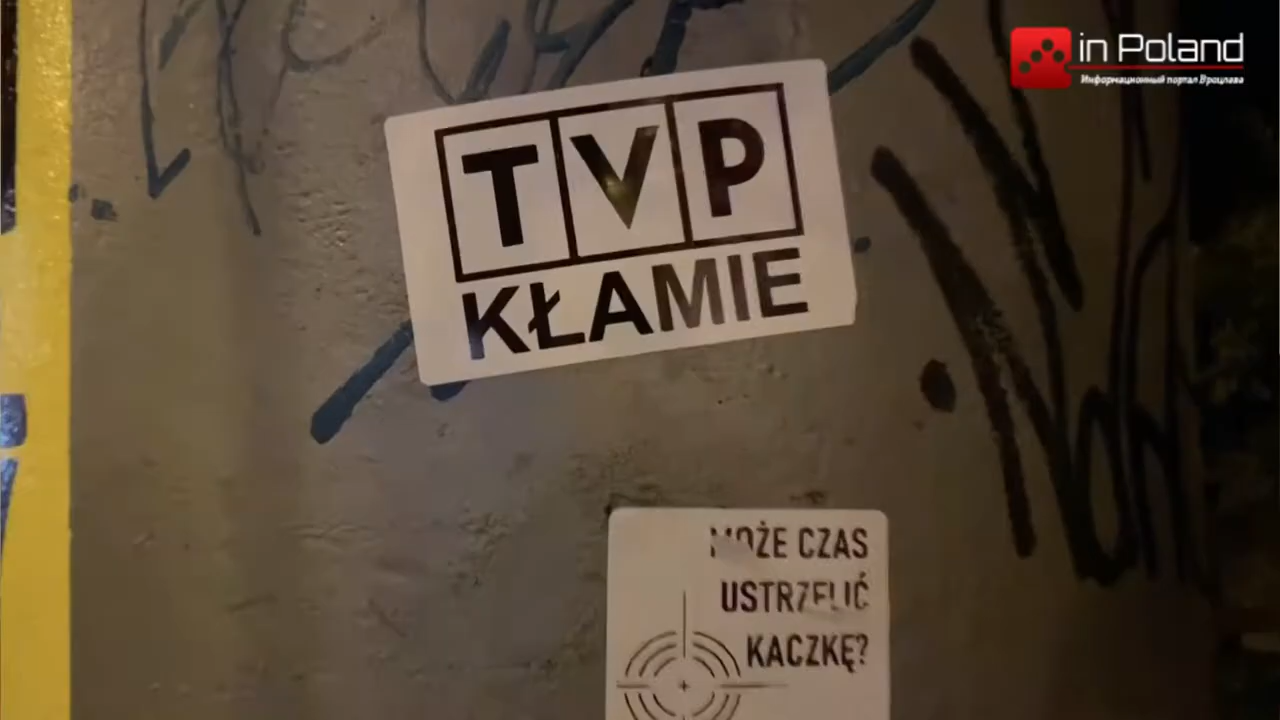 in Poland
Информационный портал Вроцлава
TVP
KŁAMIE
MOŻE CZAS
USTRZELIĆ
KACZKĘ?